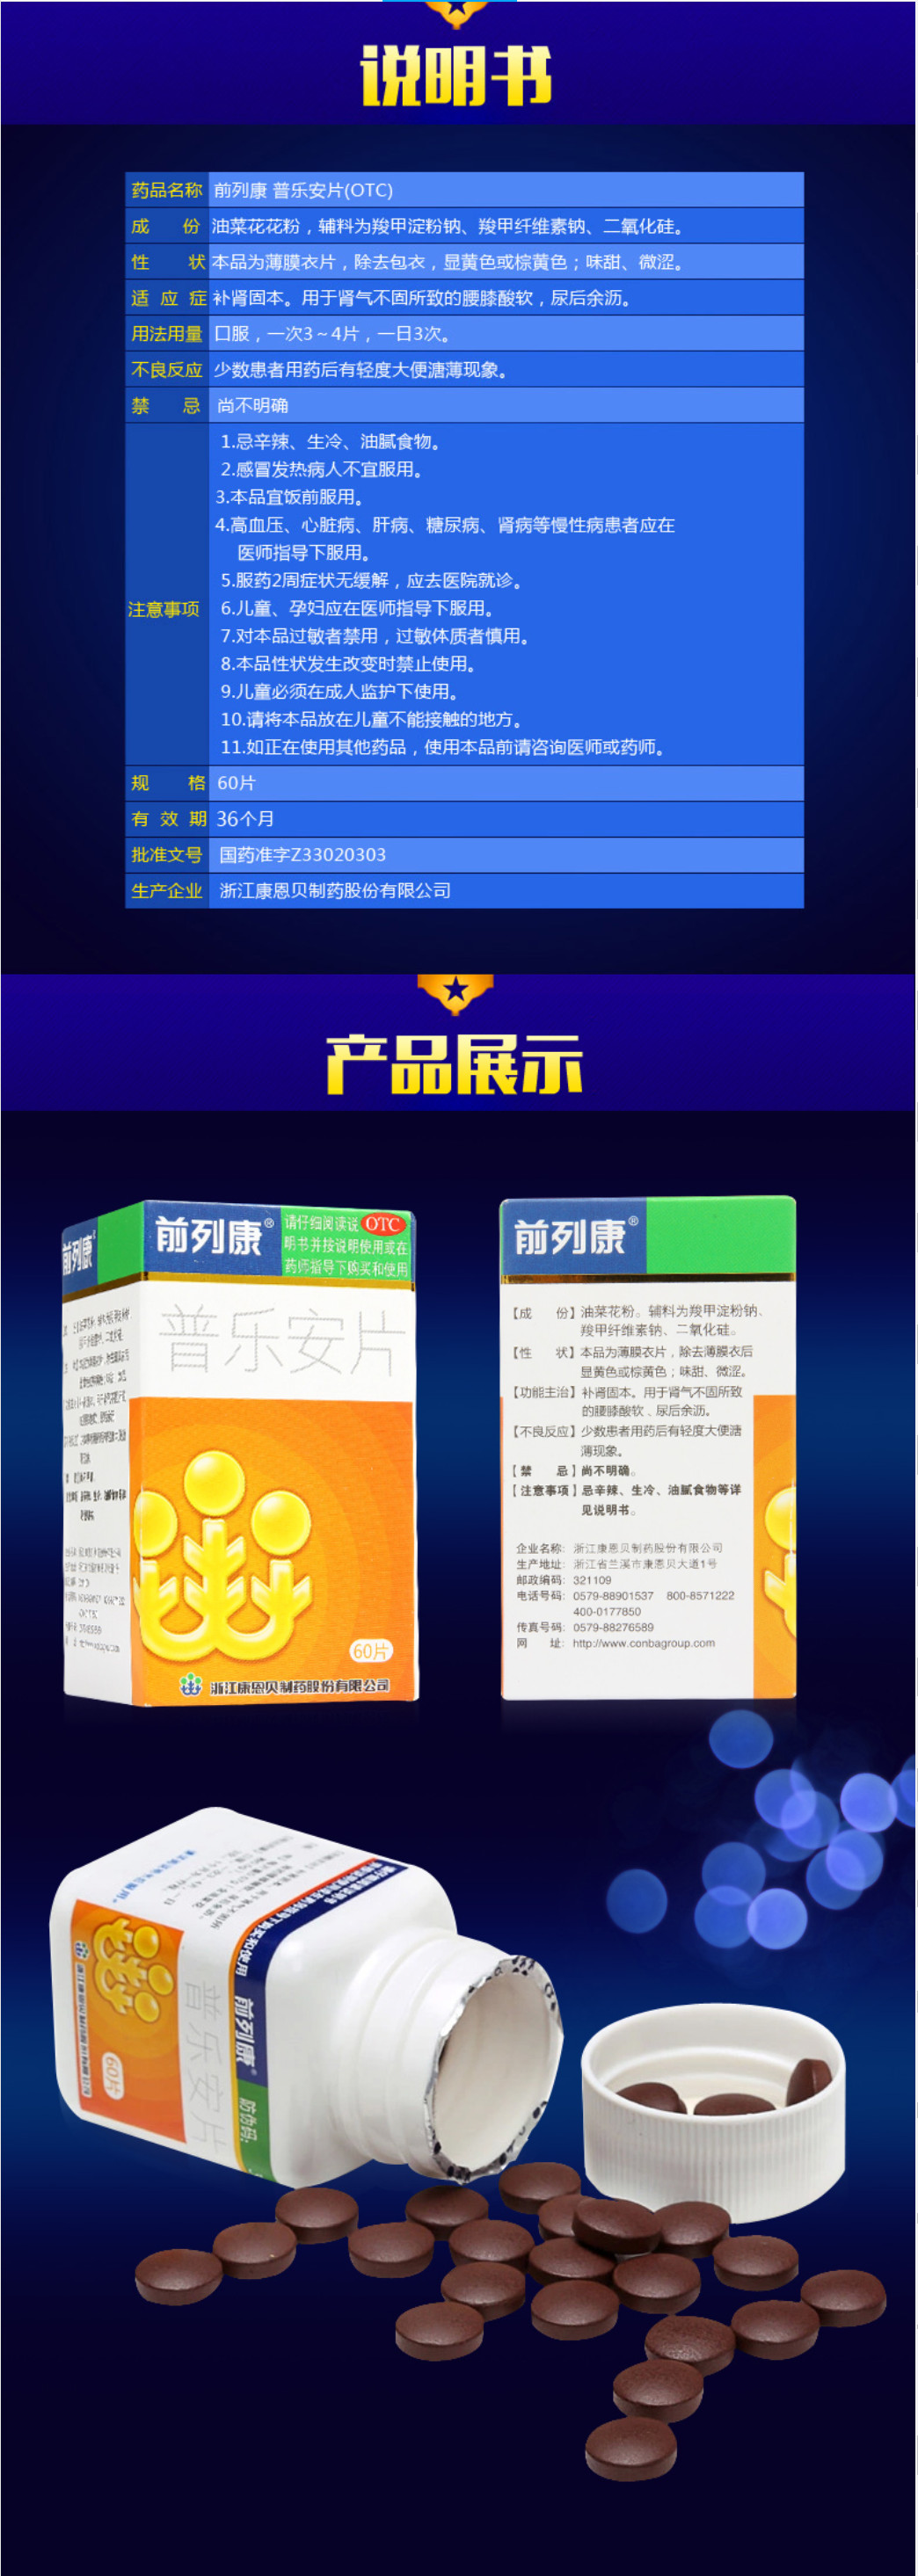 说明书
药品名称 前列康 普乐安片(OTC)
成 份 油菜花花粉，辅料为羧甲淀粉钠、羧甲纤维素钠、二氧化硅。
性 状 本品为薄膜衣片，除去包衣，显黄色或棕黄色；味甜、微涩。
适 应 症 补肾固本。用于肾气不固所致的腰膝酸软，尿后余沥。
用法用量 口服，一次3～4片，一日3次。
不良反应 少数患者用药后有轻度大便溏薄现象。
禁 忌 尚不明确
注意事项
1.忌辛辣、生冷、油腻食物。
2.感冒发热病人不宜服用。
3.本品宜饭前服用。
4.高血压、心脏病、肝病、糖尿病、肾病等慢性病患者应在
医师指导下服用。
5.服药2周症状无缓解，应去医院就诊。
6.儿童、孕妇应在医师指导下服用。
7.对本品过敏者禁用，过敏体质者慎用。
8.本品性状发生改变时禁止使用。
9.儿童必须在成人监护下使用。
10.请将本品放在儿童不能接触的地方。
11.如正在使用其他药品，使用本品前请咨询医师或药师。
规 格 60片
有 效 期 36个月
批准文号 国药准字Z33020303
生产企业 浙江康恩贝制药股份有限公司
产品展示
前列康
前列康®
请仔细阅读说 OTC
明书并按说明使用或在
药师指导下购买和使用
普乐安片
60片
浙江康恩贝制药股份有限公司
前列康®
【成 份】油菜花粉。辅料为羧甲淀粉钠、
羧甲纤维素钠、二氧化硅。
【性 状】本品为薄膜衣片，除去薄膜衣后
显黄色或棕黄色；味甜、微涩。
【功能主治】补肾固本。用于肾气不固所致
的腰膝酸软﹑尿后余沥。
【不良反应】少数患者用药后有轻度大便溏
薄现象。
【禁 忌】尚不明确。
【注意事项】忌辛辣、生冷、油腻食物等详
见说明书。
企业名称: 浙江康恩贝制药股份有限公司
生产地址: 浙江省兰溪市康恩贝大道1号
邮政编码: 321109
电话号码: 0579-88901537 800-8571222
400-0177850
传真号码: 0579-88276589
网 址: http://www.conbagroup.com
前列康®
防伪码:
普乐安片
60片
浙江康恩贝制药股份有限公司